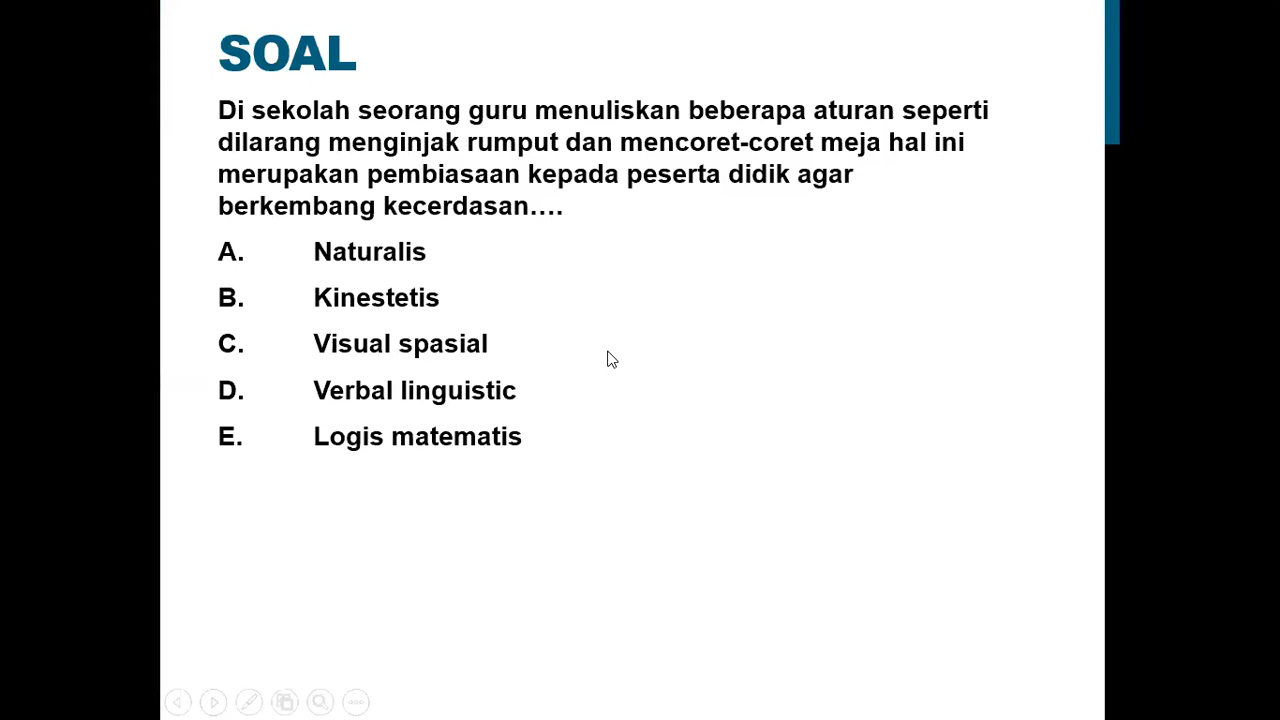 SOAL
Di sekolah seorang guru menuliskan beberapa aturan seperti
dilarang menginjak rumput dan mencoret-coret meja hal ini
merupakan pembiasaan kepada peserta didik agar
berkembang kecerdasan….
A. Naturalis
B. Kinestetis
C. Visual spasial
D. Verbal linguistic
E. Logis matematis